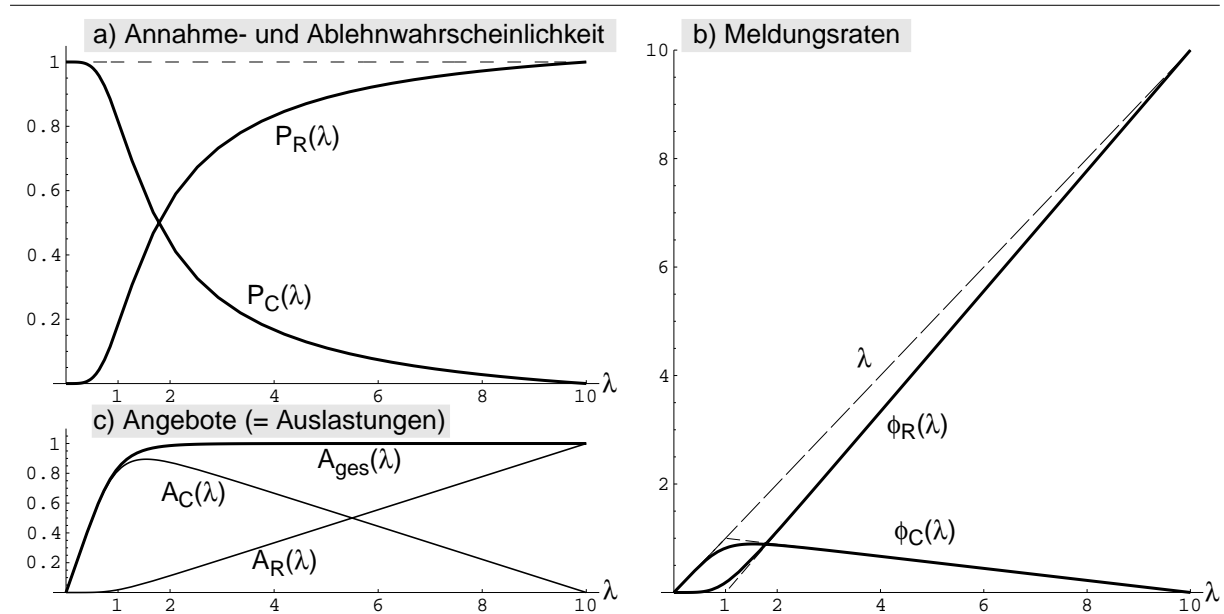 a) Annahme- und Ablehnwahrscheinlichkeit
1
0.8
0.6
0.4
0.2
P_R(λ)
P_C(λ)
1 2 4 6 8 10 λ
c) Angebote (= Auslastungen)
1
0.8
0.6
0.4
0.2
A_ges(λ)
A_C(λ)
A_R(λ)
1 2 4 6 8 10 λ
b) Meldungsraten
10
8
6
4
2
λ
ϕ_R(λ)
ϕ_C(λ)
1 2 4 6 8 10 λ